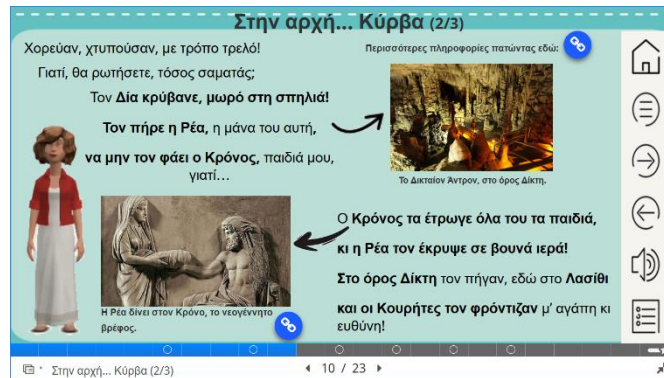 Στην αρχή... Κύρβα (2/3)
Χορεύαν, χτυπούσαν, με τρόπο τρελό!
Γιατί, θα ρωτήσετε, τόσος σαματάς;
Τον Δία κρύβανε, μωρό στη σπηλιά!
Τον πήρε η Ρέα, η μάνα του αυτή,
να μην τον φάει ο Κρόνος, παιδιά μου,
γιατί...
Περισσότερες πληροφορίες πατώντας εδώ:
Το Δικταίον Άντρον, στο όρος Δίκτη.
Η Ρέα δίνει στον Κρόνο, το νεογέννητο
βρέφος.
Ο Κρόνος τα έτρωγε όλα του τα παιδιά,
κι η Ρέα τον έκρυψε σε βουνά ιερά!
Στο όρος Δίκτη τον πήγαν, εδώ στο Λασίθι
και οι Κουρήτες τον φρόντιζαν μ' αγάπη κι
ευθύνη!
Στην αρχή... Κύρβα (2/3)
10 / 23